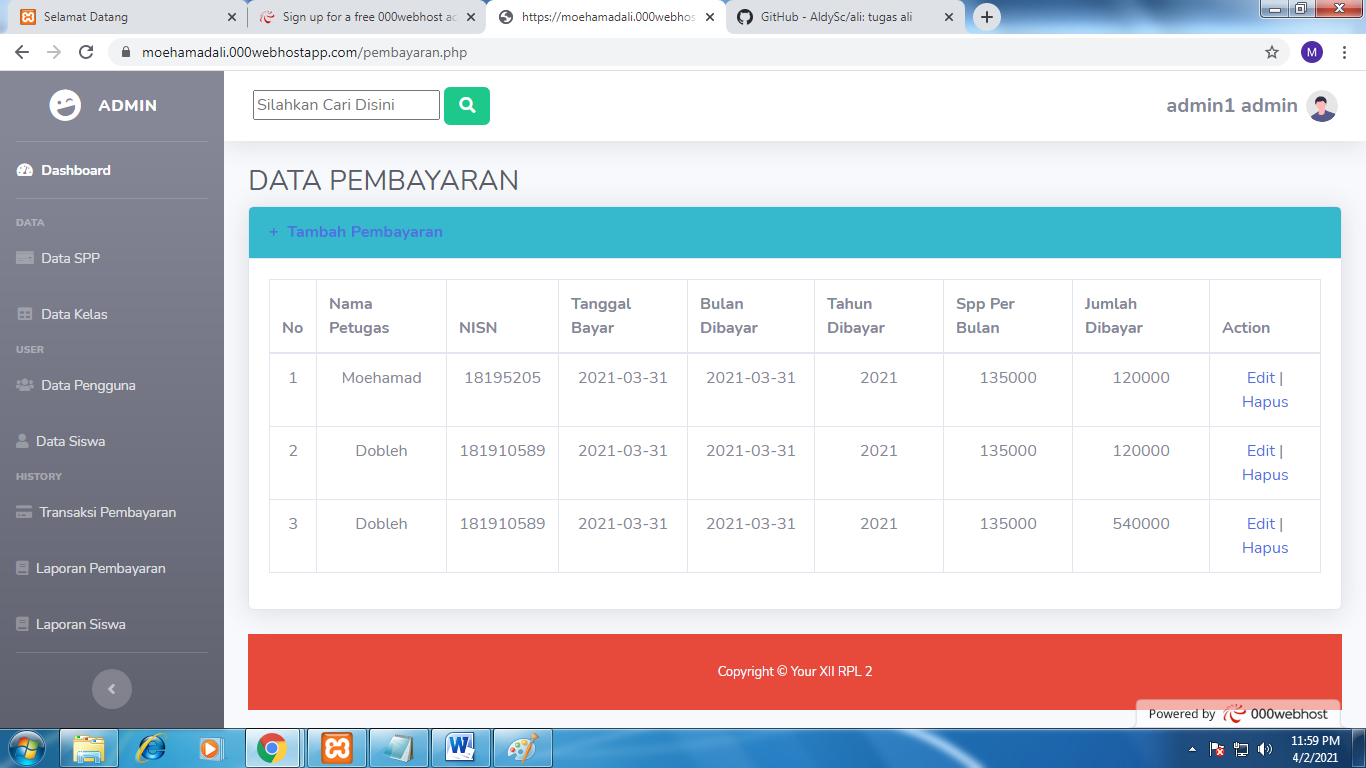 Selamat Datang
Sign up for a free 000webhost ac
https://moehamadali.000webhos
GitHub - AldySc/ali: tugas ali
moehamadali.000webhostapp.com/pembayaran.php
M
ADMIN
Silahkan Cari Disini
admin1 admin
Dashboard
DATA
Data SPP
Data Kelas
USER
Data Pengguna
Data Siswa
HISTORY
Transaksi Pembayaran
Laporan Pembayaran
Laporan Siswa
DATA PEMBAYARAN
+ Tambah Pembayaran
No Nama Petugas NISN Tanggal Bayar Bulan Dibayar Tahun Dibayar Spp Per Bulan Jumlah Dibayar Action
1 Moehamad 18195205 2021-03-31 2021-03-31 2021 135000 120000 Edit | Hapus
2 Dobleh 181910589 2021-03-31 2021-03-31 2021 135000 120000 Edit | Hapus
3 Dobleh 181910589 2021-03-31 2021-03-31 2021 135000 540000 Edit | Hapus
Copyright © Your XII RPL 2
Powered by 000webhost
11:59 PM
4/2/2021